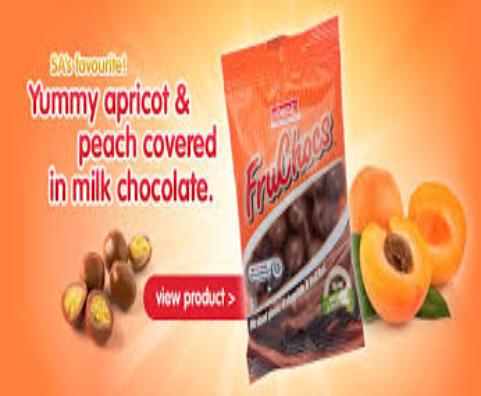 SA's favourite!
Yummy apricot &
peach covered
in milk chocolate.
view product >
FruChocs